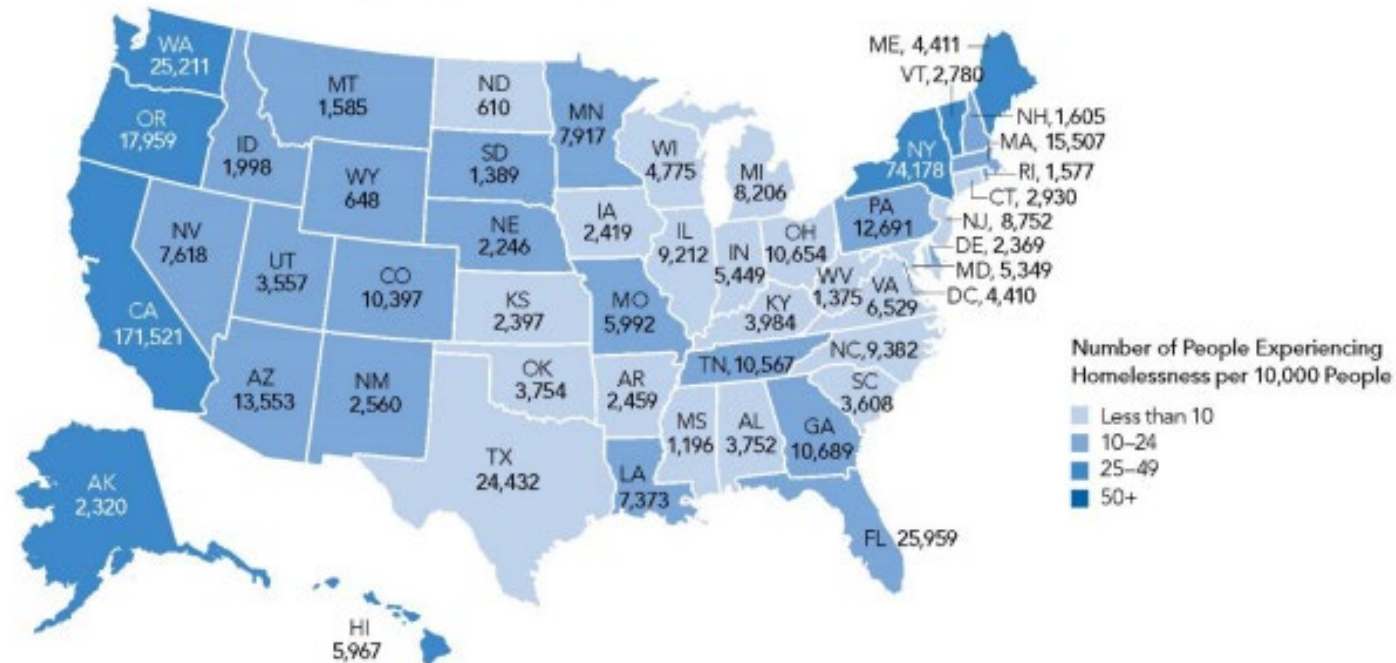 WA
25,211
OR
17,959
CA
171,521
NV
7,618
ID
1,998
MT
1,585
WY
648
UT
3,557
AZ
13,553
CO
10,397
NM
2,560
ND
610
SD
1,389
NE
2,246
KS
2,397
OK
3,754
TX
24,432
MN
7,917
IA
2,419
MO
5,992
AR
2,459
LA
7,373
WI
4,775
IL
9,212
MI
8,206
IN
5,449
OH
10,654
KY
3,984
TN, 10,567
MS
1,196
AL
3,752
GA
10,689
FL 25,959
SC
3,608
NC, 9,382
VA
6,529
WV
1,375
PA
12,691
NY
74,178
ME, 4,411
VT, 2,780
NH, 1,605
MA, 15,507
RI, 1,577
CT, 2,930
NJ, 8,752
DE, 2,369
MD, 5,349
DC, 4,410
AK
2,320
HI
5,967
Number of People Experiencing
Homelessness per 10,000 People
Less than 10
10–24
25–49
50+